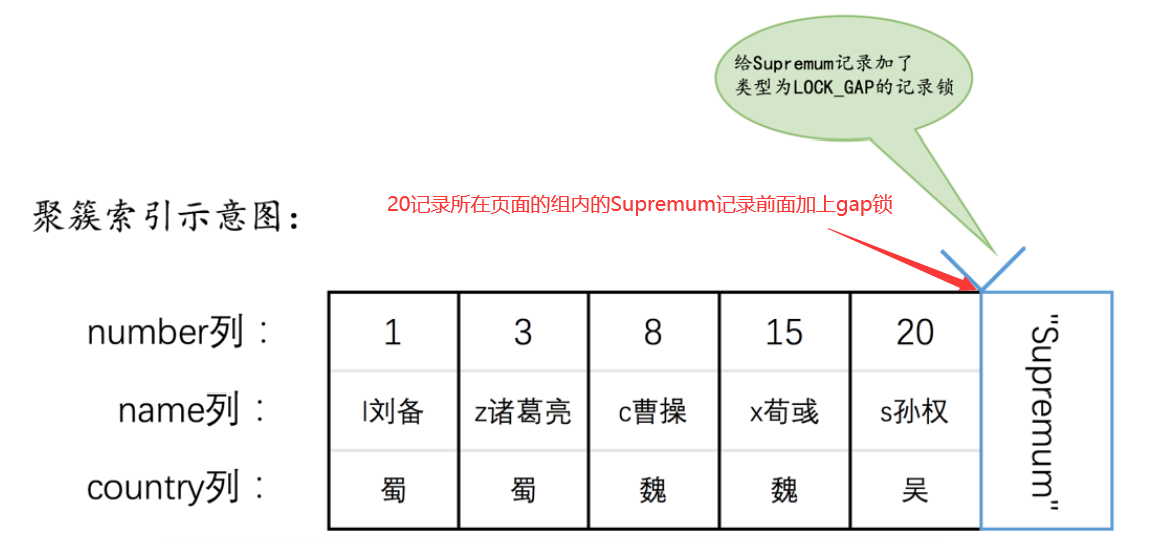 给Supremum记录加了
类型为LOCK_GAP的记录锁
聚簇索引示意图：
20记录所在页面的组内的Supremum记录前面加上gap锁
number列： 1 3 8 15 20 "Supremum"
name列： l刘备 z诸葛亮 c曹操 x荀彧 s孙权
country列： 蜀 蜀 魏 魏 吴